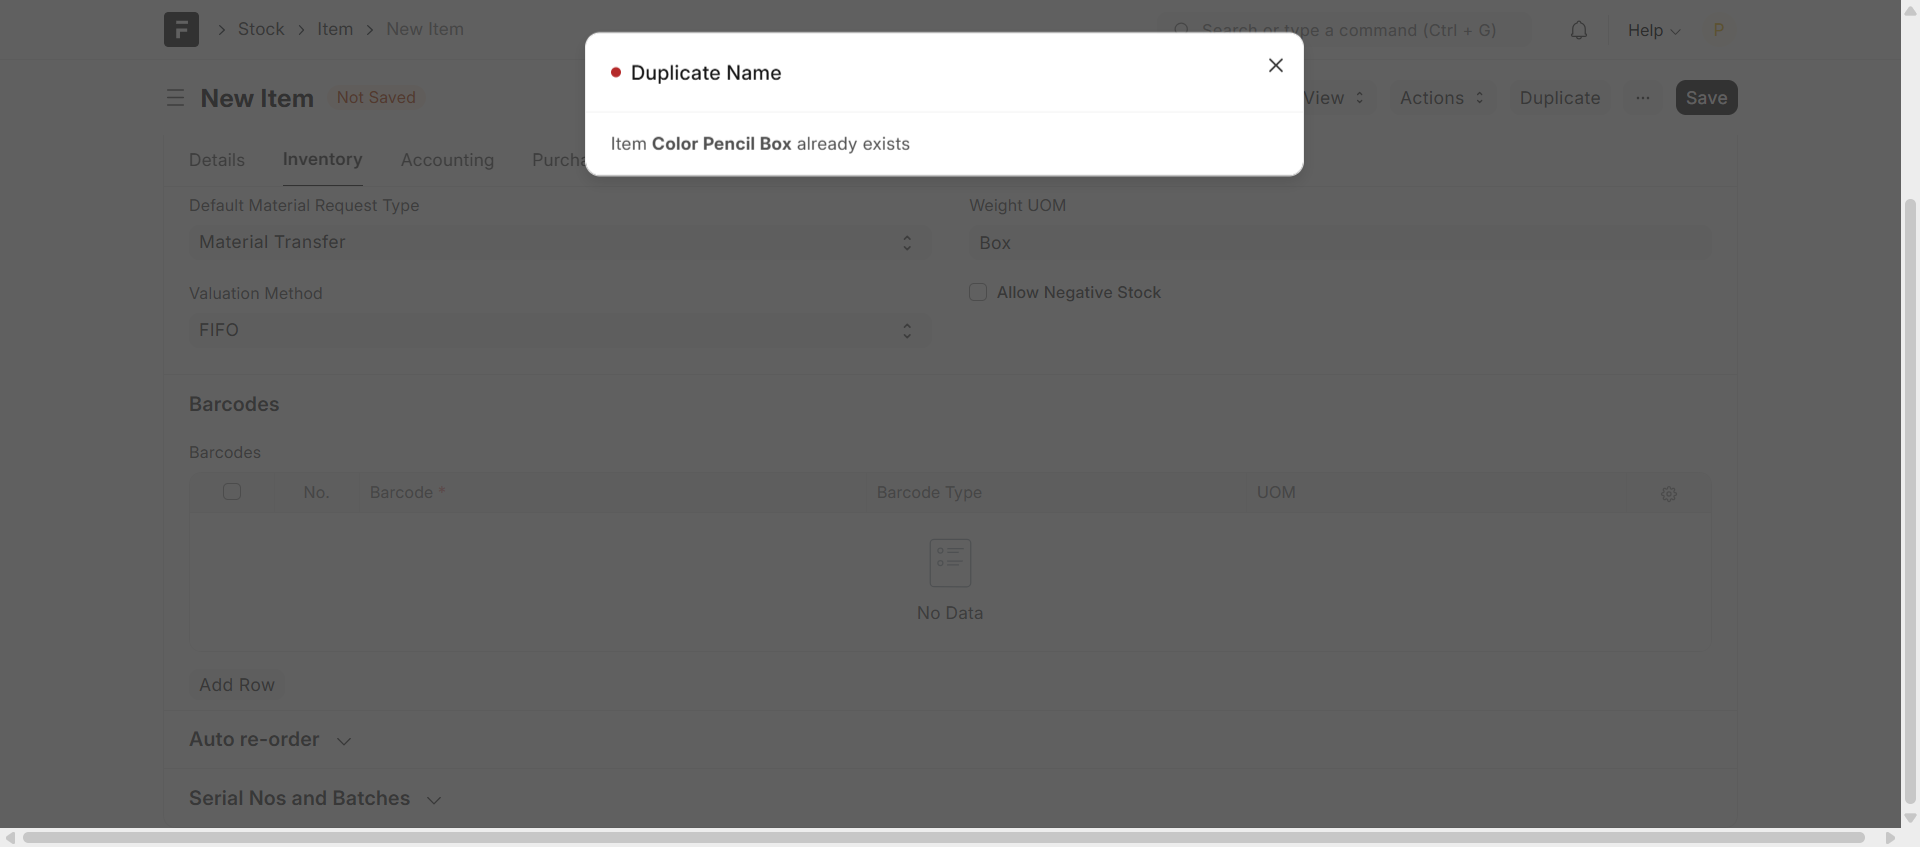 Stock
Item
New Item
Search or type a command (Ctrl + G)
Help
P
New Item
Not Saved
View
Actions
Duplicate
Save
Duplicate Name
Item Color Pencil Box already exists
Details
Inventory
Accounting
Purcha
Default Material Request Type
Weight UOM
Material Transfer
Box
Valuation Method
Allow Negative Stock
FIFO
Barcodes
Barcodes
No.
Barcode *
Barcode Type
UOM
No Data
Add Row
Auto re-order
Serial Nos and Batches